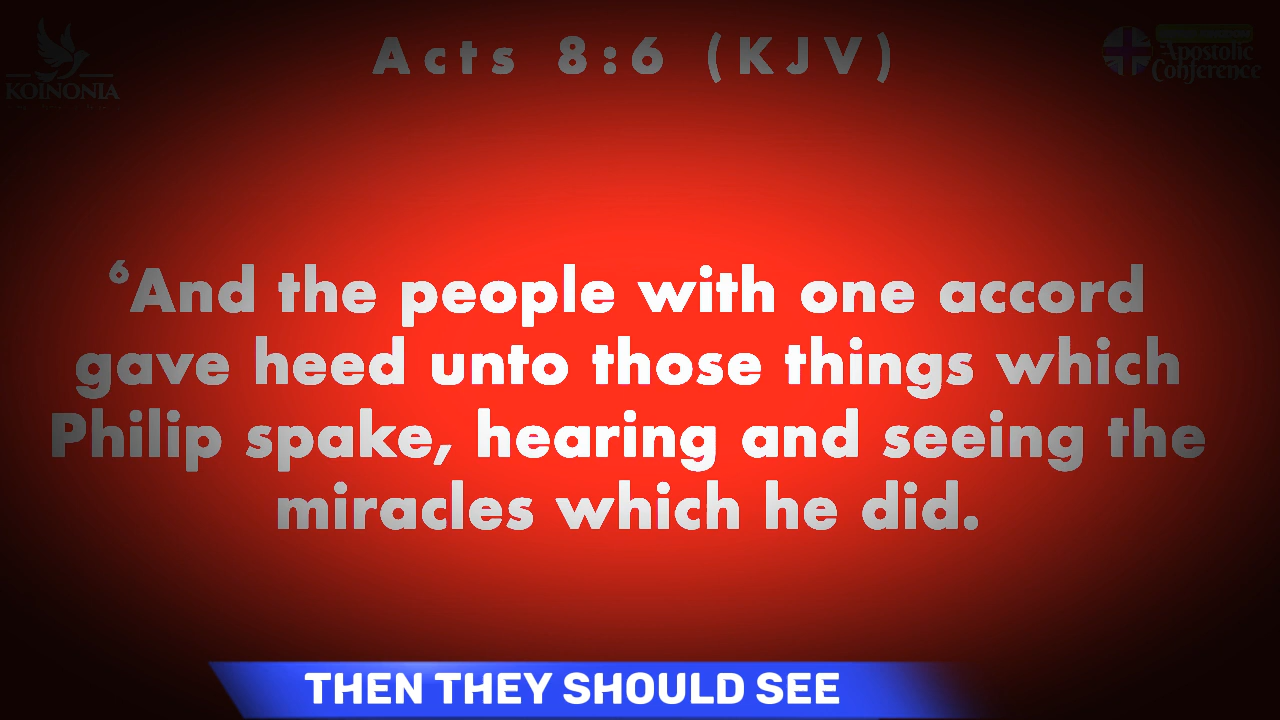 Acts 8:6 (KJV)
KOINONIA
Apostolic
Conference
⁶And the people with one accord
gave heed unto those things which
Philip spake, hearing and seeing the
miracles which he did.
THEN THEY SHOULD SEE